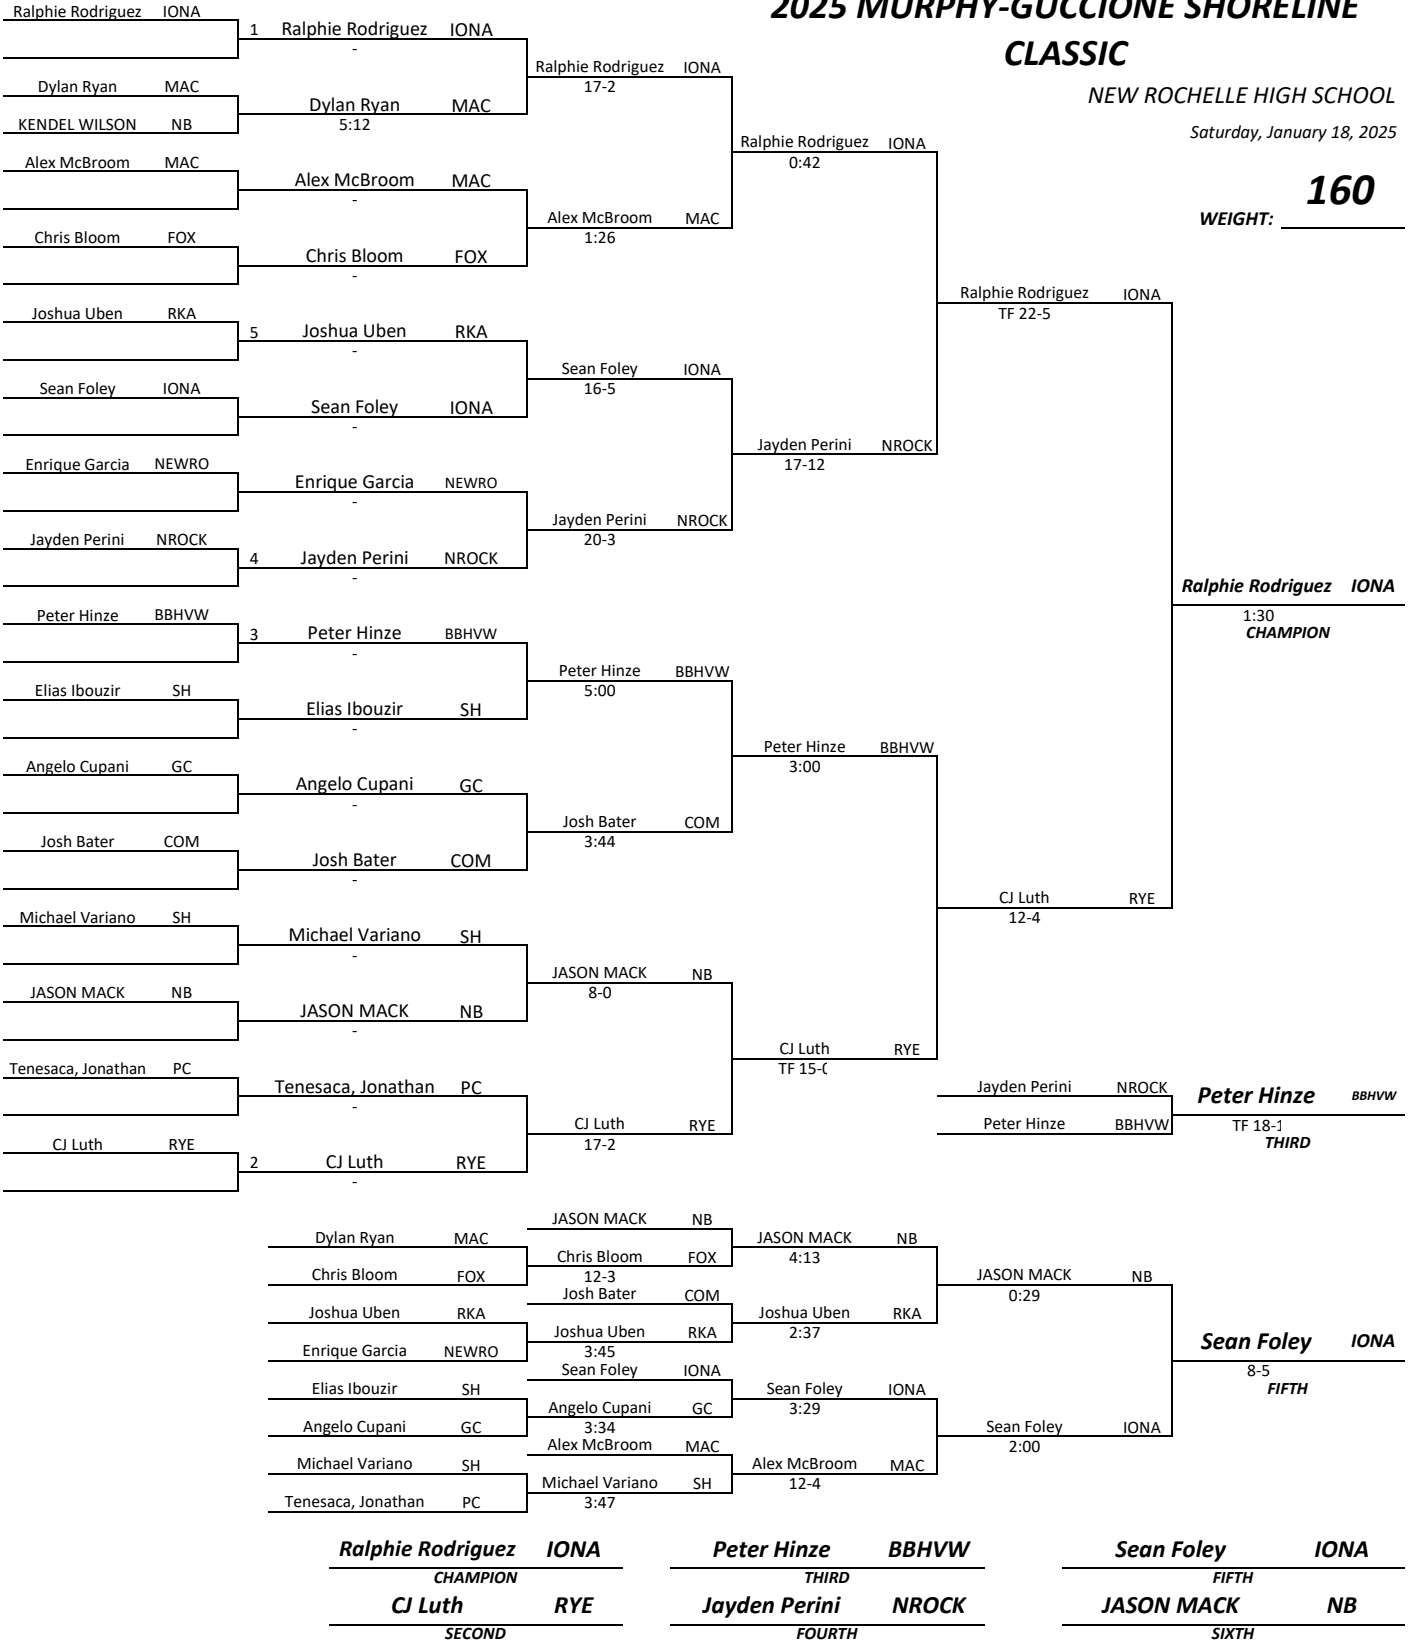 2025 MURPHY-GUCCIONE SHORELINE
CLASSIC
NEW ROCHELLE HIGH SCHOOL
Saturday, January 18, 2025
160
WEIGHT:
Ralphie Rodriguez IONA
Dylan Ryan MAC
KENDEL WILSON NB
Alex McBroom MAC
Chris Bloom FOX
Joshua Uben RKA
Sean Foley IONA
Enrique Garcia NEWRO
Jayden Perini NROCK
Peter Hinze BBHVW
Elias Ibouzir SH
Angelo Cupani GC
Josh Bater COM
Michael Variano SH
JASON MACK NB
Tenesaca, Jonathan PC
CJ Luth RYE
1 Ralphie Rodriguez IONA
-
Dylan Ryan MAC
5:12
Alex McBroom MAC
-
Chris Bloom FOX
-
5 Joshua Uben RKA
-
Sean Foley IONA
-
Enrique Garcia NEWRO
-
4 Jayden Perini NROCK
-
3 Peter Hinze BBHVW
-
Elias Ibouzir SH
-
Angelo Cupani GC
-
Josh Bater COM
-
Michael Variano SH
-
JASON MACK NB
-
Tenesaca, Jonathan PC
-
2 CJ Luth RYE
-
Ralphie Rodriguez IONA
17-2
Alex McBroom MAC
1:26
Sean Foley IONA
16-5
Jayden Perini NROCK
20-3
Peter Hinze BBHVW
5:00
Josh Bater COM
3:44
JASON MACK NB
8-0
CJ Luth RYE
17-2
Ralphie Rodriguez IONA
0:42
Jayden Perini NROCK
17-12
Peter Hinze BBHVW
3:00
CJ Luth RYE
TF
Ralphie Rodriguez IONA
TF 22-5
CJ Luth RYE
12-4
Ralphie Rodriguez IONA
1:30
CHAMPION
Jayden Perini NROCK
Peter Hinze BBHVW
Peter Hinze BBHVW
TF
THIRD
Dylan Ryan MAC
Chris Bloom FOX
Joshua Uben RKA
Enrique Garcia NEWRO
Elias Ibouzir SH
Angelo Cupani GC
Michael Variano SH
Tenesaca, Jonathan PC
JASON MACK NB
Chris Bloom FOX
12-3
Josh Bater COM
Joshua Uben RKA
3:45
Sean Foley IONA
Angelo Cupani GC
3:34
Alex McBroom MAC
Michael Variano SH
3:47
JASON MACK NB
4:13
Joshua Uben RKA
2:37
Sean Foley IONA
3:29
Alex McBroom MAC
12-4
JASON MACK NB
0:29
Sean Foley IONA
2:00
Sean Foley IONA
8-5
FIFTH
Ralphie Rodriguez IONA
CHAMPION
Peter Hinze BBHVW
THIRD
Sean Foley IONA
FIFTH
CJ Luth RYE
SECOND
Jayden Perini NROCK
FOURTH
JASON MACK NB
SIXTH